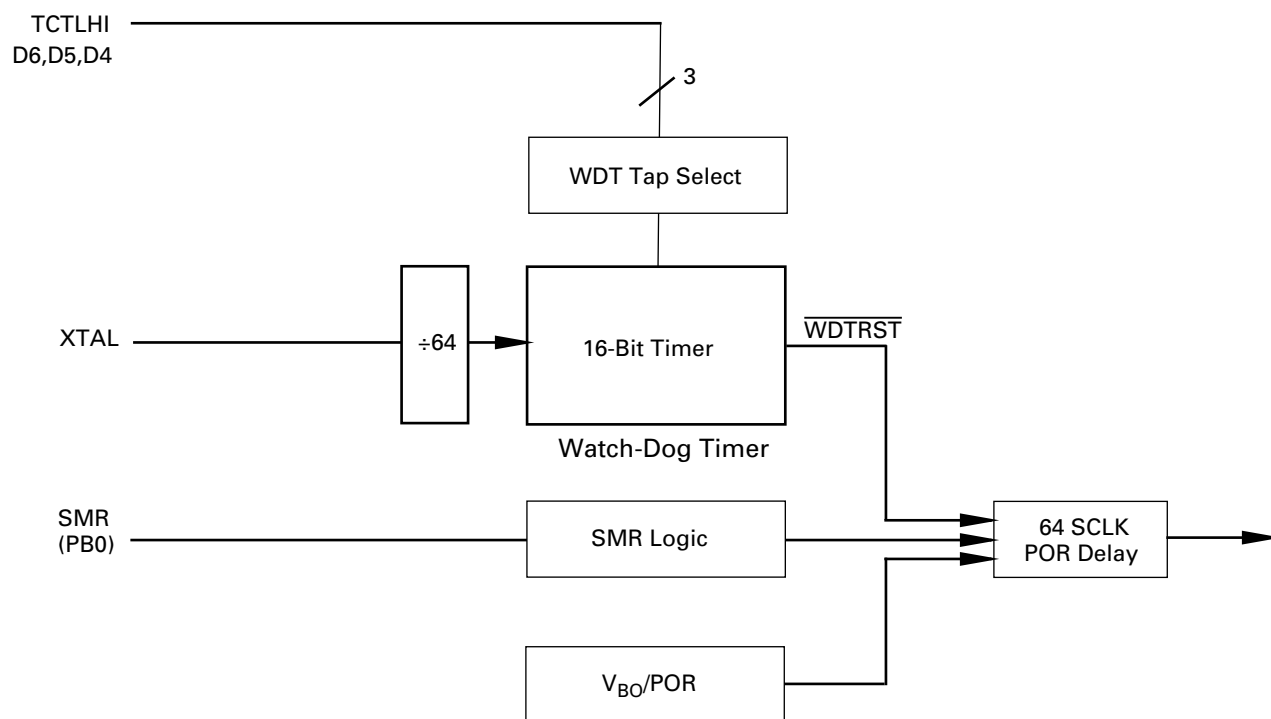 TCTLHI
D6,D5,D4
3
WDT Tap Select
XTAL
÷64
16-Bit Timer
WDTRST
Watch-Dog Timer
SMR
(PB0)
SMR Logic
64 SCLK
POR Delay
VBO/POR